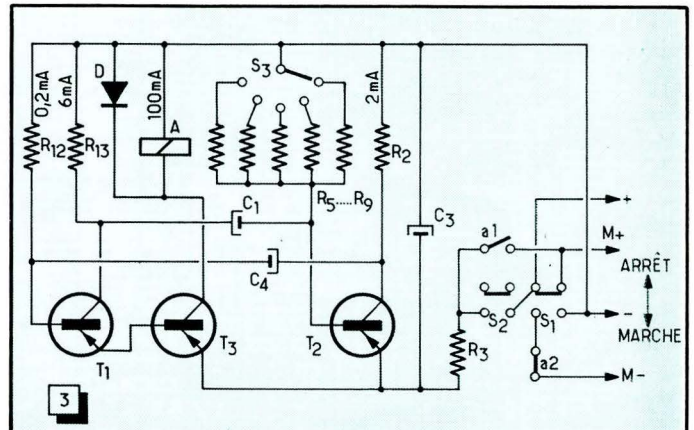 0,2mA
6mA
D
100mA
A
S3
2mA
R12
R13
R2
C1
R5....R9
C3
C4
+
a1
M+
ARRÊT
S2
S1
-
MARCHE
R3
T1
T3
T2
a2
M-
3